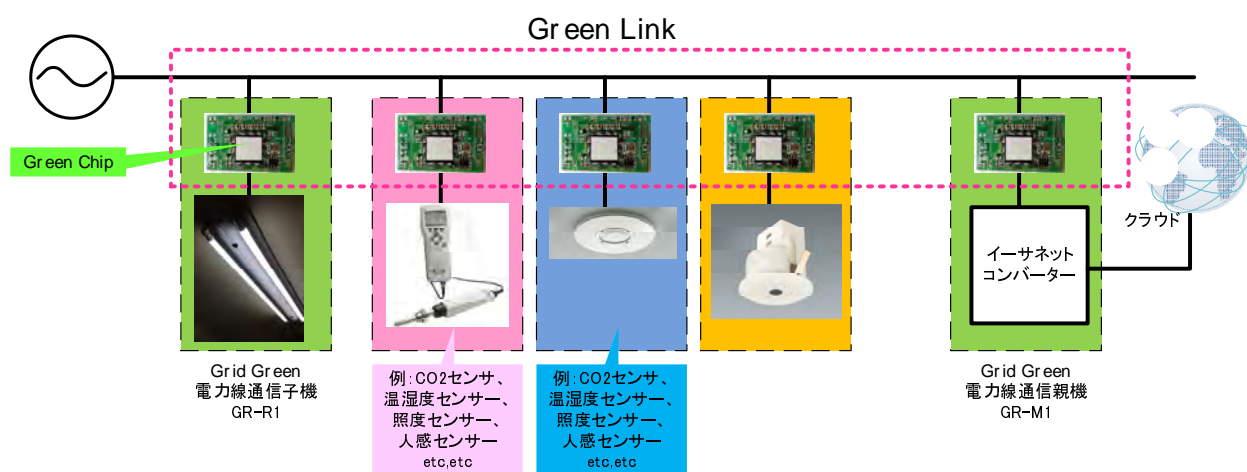 Green Link
Green Chip
クラウド
イーサネット
コンバーター
Grid Green
電力線通信子機
GR-R1
例:CO2センサ、
温湿度センサー、
照度センサー、
人感センサー
etc,etc
例:CO2センサ、
温湿度センサー、
照度センサー、
人感センサー
etc,etc
Grid Green
電力線通信親機
GR-M1